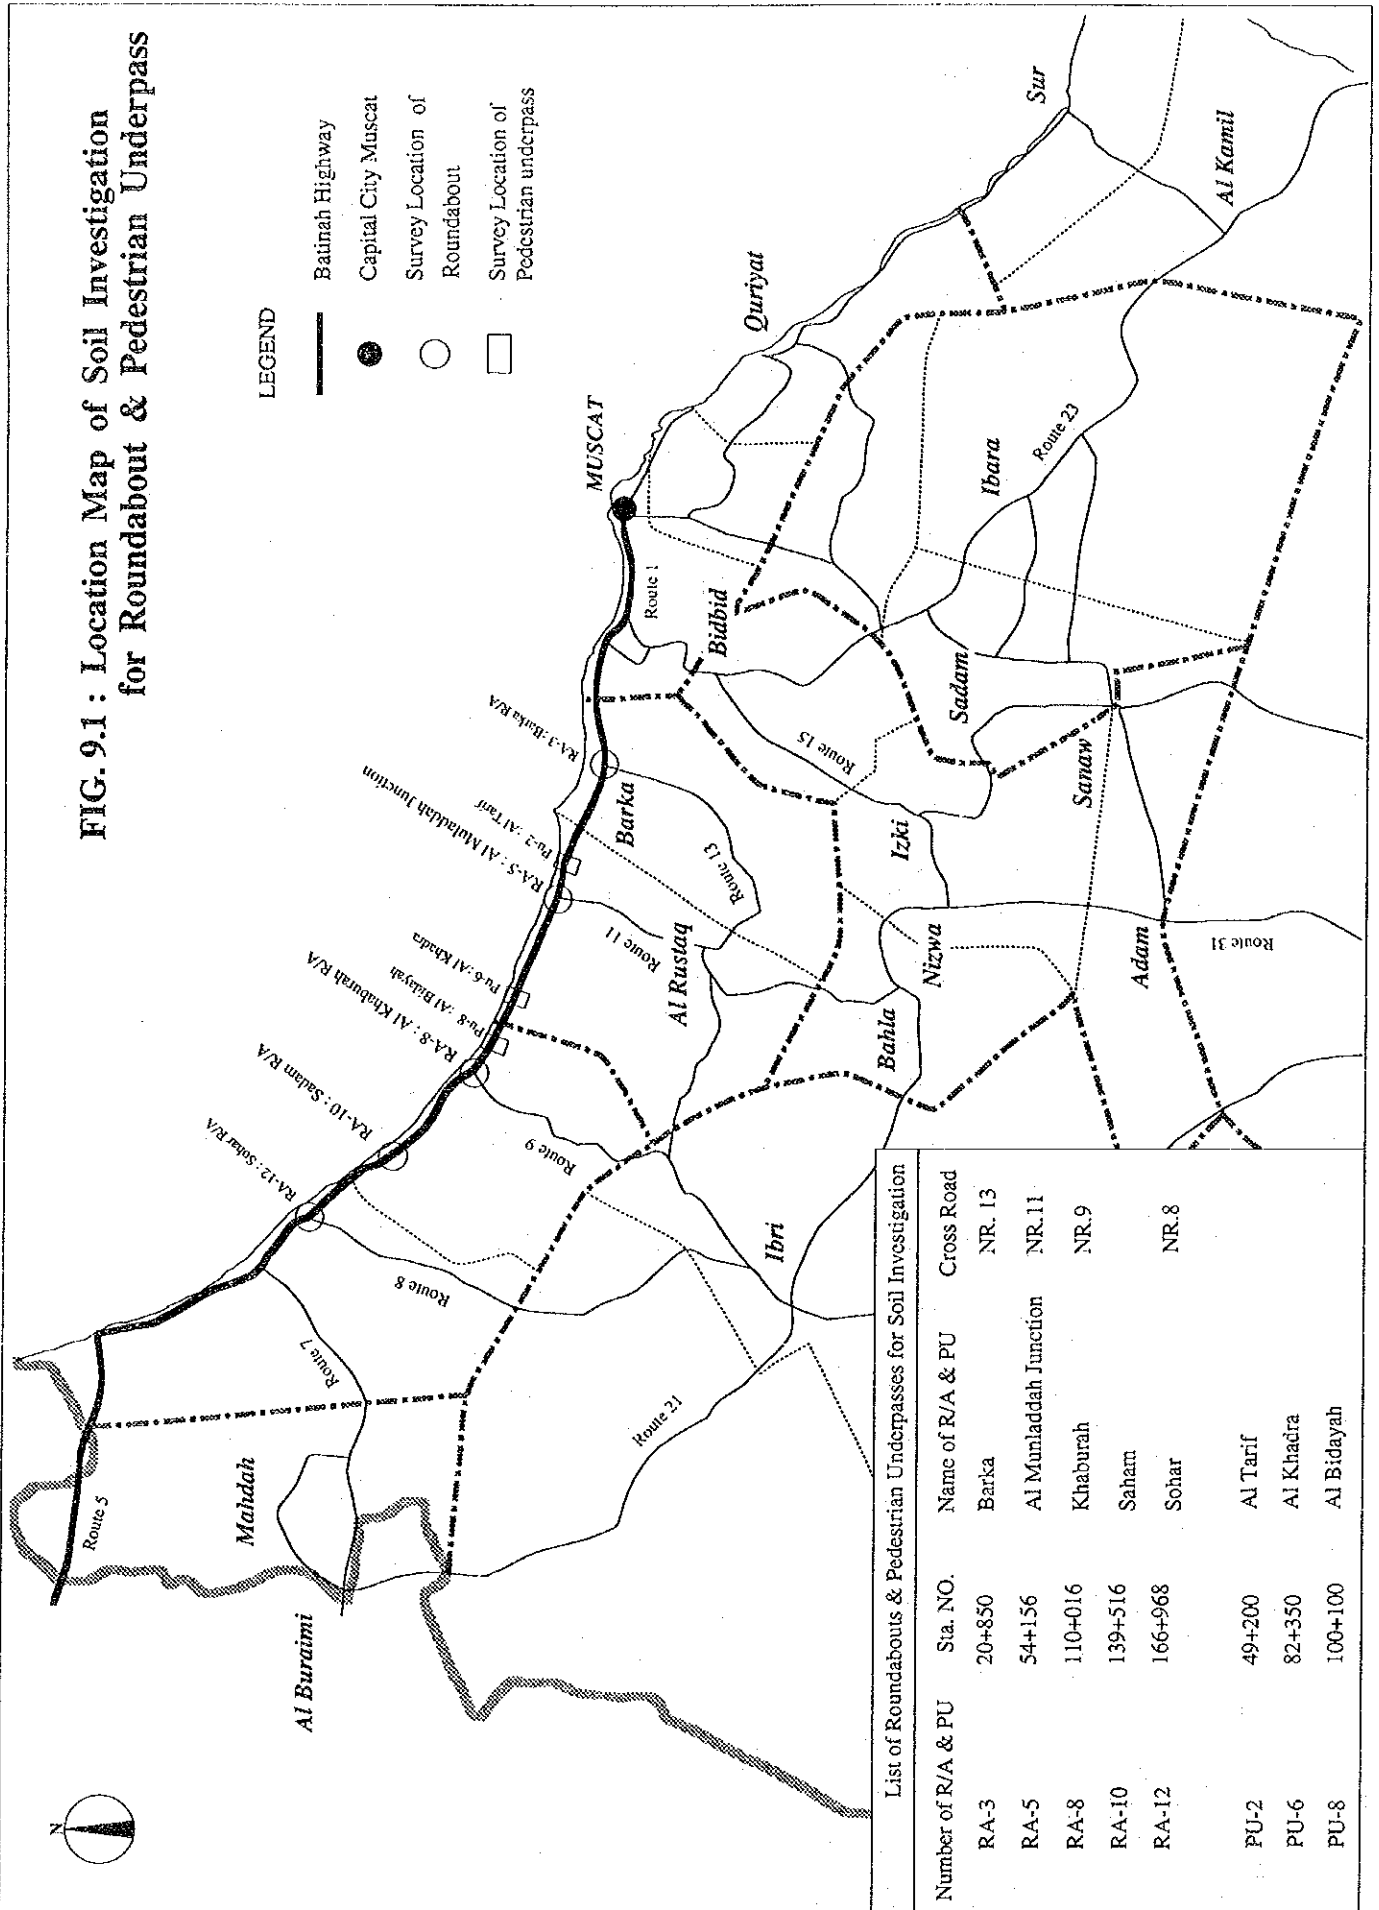 FIG. 9.1 : Location Map of Soil Investigation
for Roundabout & Pedestrian Underpass
LEGEND
Batinah Highway
Capital City Muscat
Survey Location of
Roundabout
Survey Location of
Pedestrian underpass
N
Route 5
Mahdah
Al Buraimi
Route 7
Route 8
Route 21
Route 9
Ibri
RA-12 : Sohar R/A
RA-10 : Sadam R/A
RA-8 : Al Khaburah R/A
Pu-8 : Al Bidayah
Pu-6 : Al Khadra
RA-5 : Al Muladdah Junction
Pu-2 : Al Tarif
RA-3 : Barka R/A
Route 11
Al Rustaq
Route 13
Barka
Route 1
MUSCAT
Bidbid
Quriyat
Sur
Al Kamil
Route 23
Ibara
Sadam
Route 15
Izki
Sanaw
Nizwa
Bahla
Adam
Route 31
List of Roundabouts & Pedestrian Underpasses for Soil Investigation
Number of R/A & PU Sta. NO. Name of R/A & PU Cross Road
RA-3 20+850 Barka NR. 13
RA-5 54+156 Al Munladdah Junction NR.11
RA-8 110+016 Khaburah NR.9
RA-10 139+516 Saham
RA-12 166+968 Sohar NR.8
PU-2 49+200 Al Tarif
PU-6 82+350 Al Khadra
PU-8 100+100 Al Bidayah